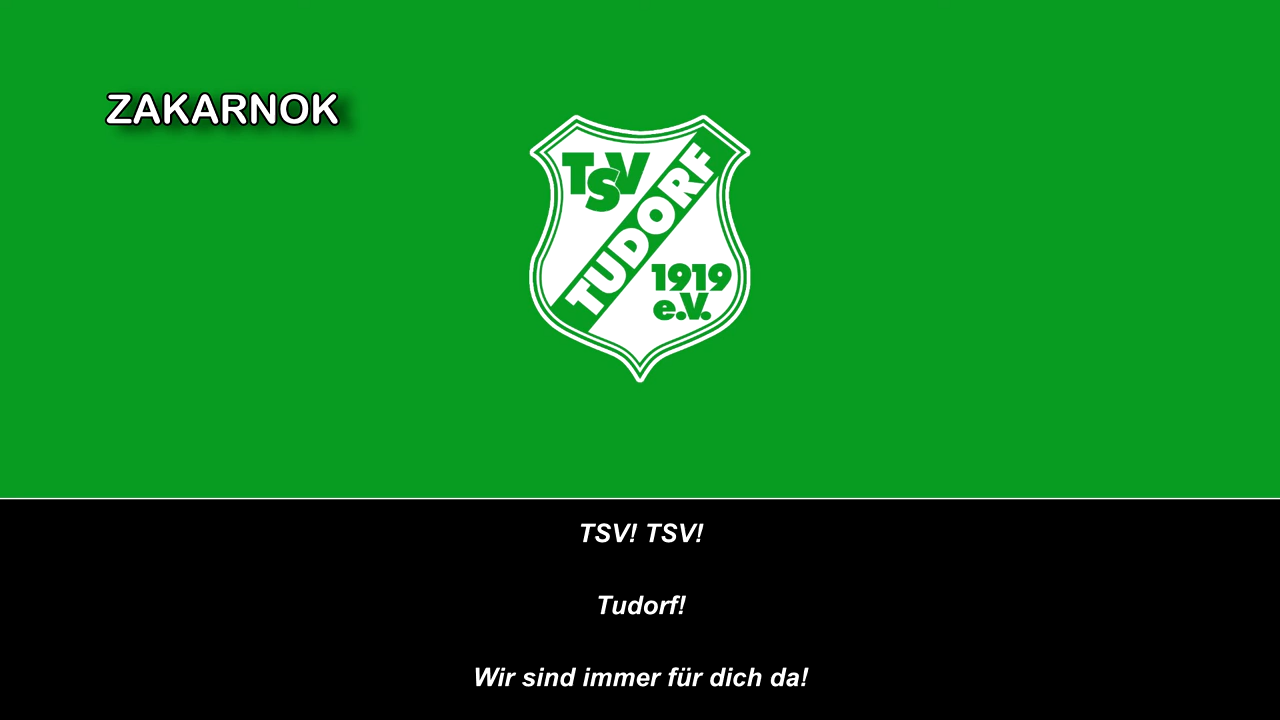 ZAKARNOK
TSV
TUDORF
1919
e.V.
TSV! TSV!
Tudorf!
Wir sind immer für dich da!